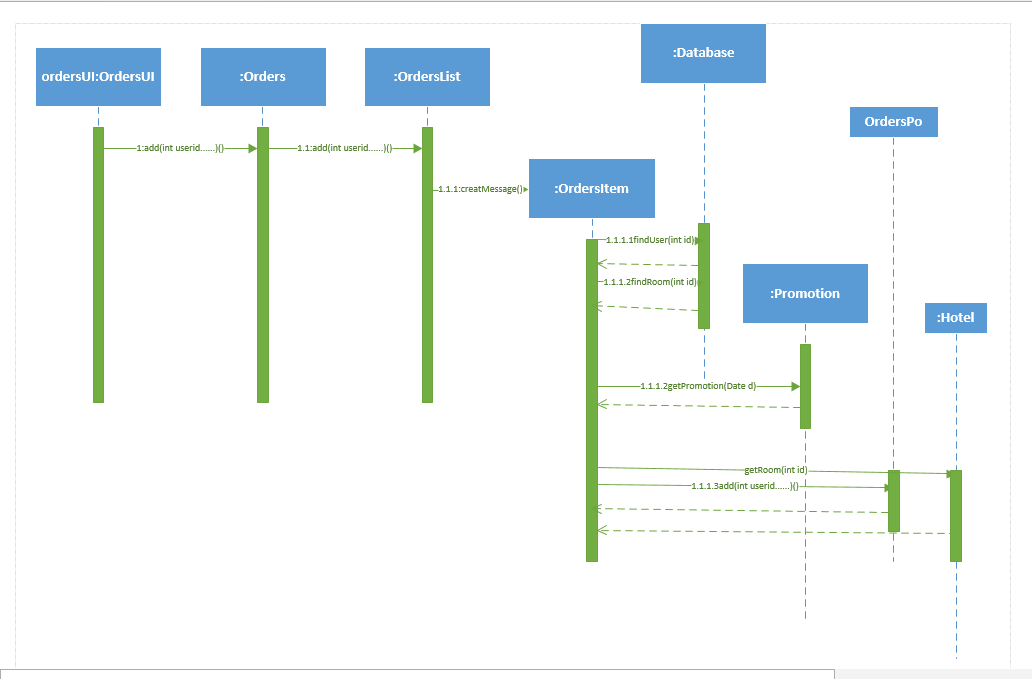 :Database
ordersUI:OrdersUI
:Orders
:OrdersList
OrdersPo
1:add(int userid......)()
1.1:add(int userid......)()
1.1.1:creatMessage()
:OrdersItem
1.1.1.1findUser(int id)
1.1.1.2findRoom(int id)
:Promotion
:Hotel
1.1.1.2getPromotion(Date d)
getRoom(int id)
1.1.1.3add(int userid......)()